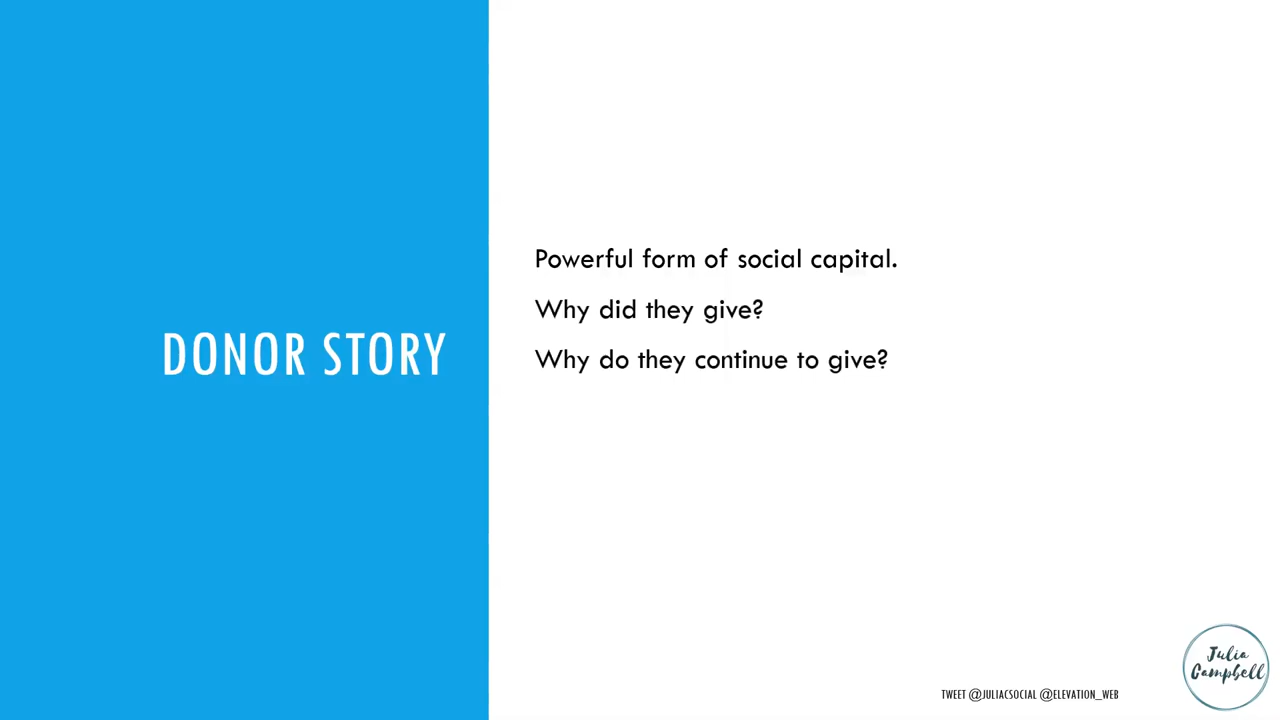 DONOR STORY
Powerful form of social capital.
Why did they give?
Why do they continue to give?
TWEET @JULIACSOCIAL @ELEVATION_WEB
Julia
Campbell